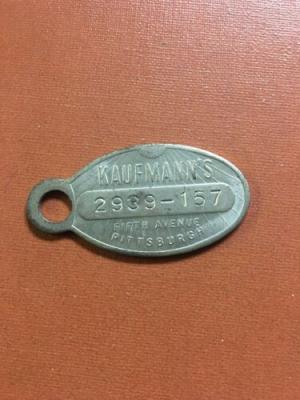 KAUFMANN'S
2939-157
FIFTH AVENUE
PITTSBURGH